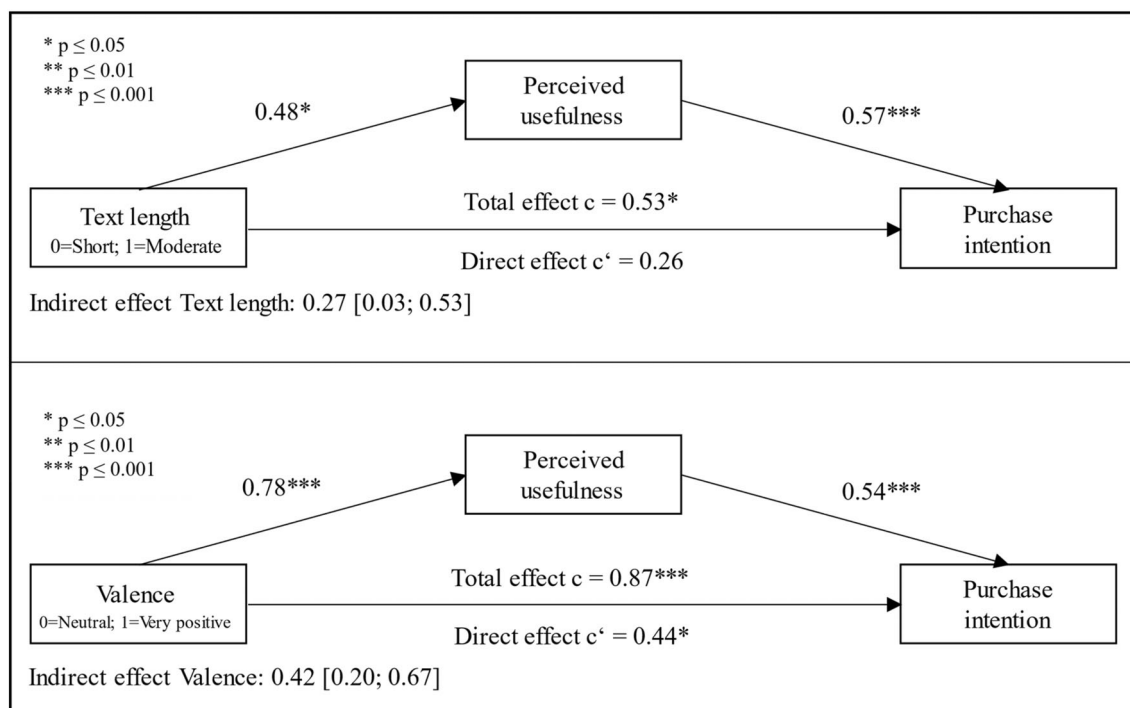 * p ≤ 0.05
** p ≤ 0.01
*** p ≤ 0.001
Perceived
usefulness
0.48*
0.57***
Text length
0=Short; 1=Moderate
Total effect c = 0.53*
Direct effect c‘ = 0.26
Purchase
intention
Indirect effect Text length: 0.27 [0.03; 0.53]
* p ≤ 0.05
** p ≤ 0.01
*** p ≤ 0.001
Perceived
usefulness
0.78***
0.54***
Valence
0=Neutral; 1=Very positive
Total effect c = 0.87***
Direct effect c‘ = 0.44*
Purchase
intention
Indirect effect Valence: 0.42 [0.20; 0.67]